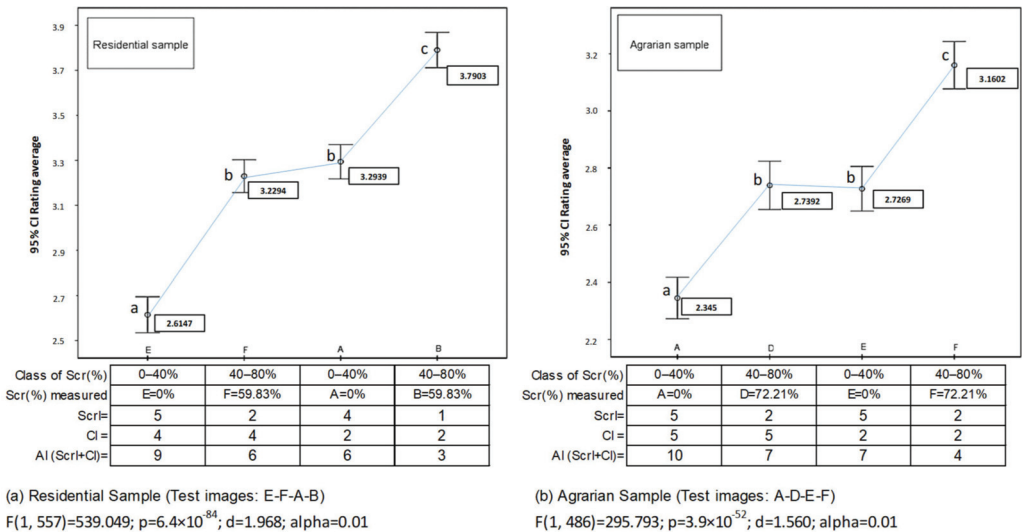 Residential sample
95% CI Rating average
3.9
3.7
3.5
3.3
3.1
2.9
2.7
2.5
a
b
b
c
2.6147
3.2294
3.2939
3.7903
E F A B
Class of Scr(%) 0–40% 40–80% 0–40% 40–80%
Scr(%) measured E=0% F=59.83% A=0% B=59.83%
ScrI= 5 2 4 1
CI = 4 4 2 2
AI (ScrI+CI)= 9 6 6 3
(a) Residential Sample (Test images: E-F-A-B)
F(1, 557)=539.049; p=6.4×10⁻⁸⁴; d=1.968; alpha=0.01
Agrarian sample
95% CI Rating average
3.2
3.0
2.8
2.6
2.4
2.2
a
b
b
c
2.345
2.7392
2.7269
3.1602
A D E F
Class of Scr(%) 0–40% 40–80% 0–40% 40–80%
Scr(%) measured A=0% D=72.21% E=0% F=72.21%
ScrI= 5 2 5 2
CI = 5 5 2 2
AI (ScrI+CI)= 10 7 7 4
(b) Agrarian Sample (Test images: A-D-E-F)
F(1, 486)=295.793; p=3.9×10⁻⁵²; d=1.560; alpha=0.01